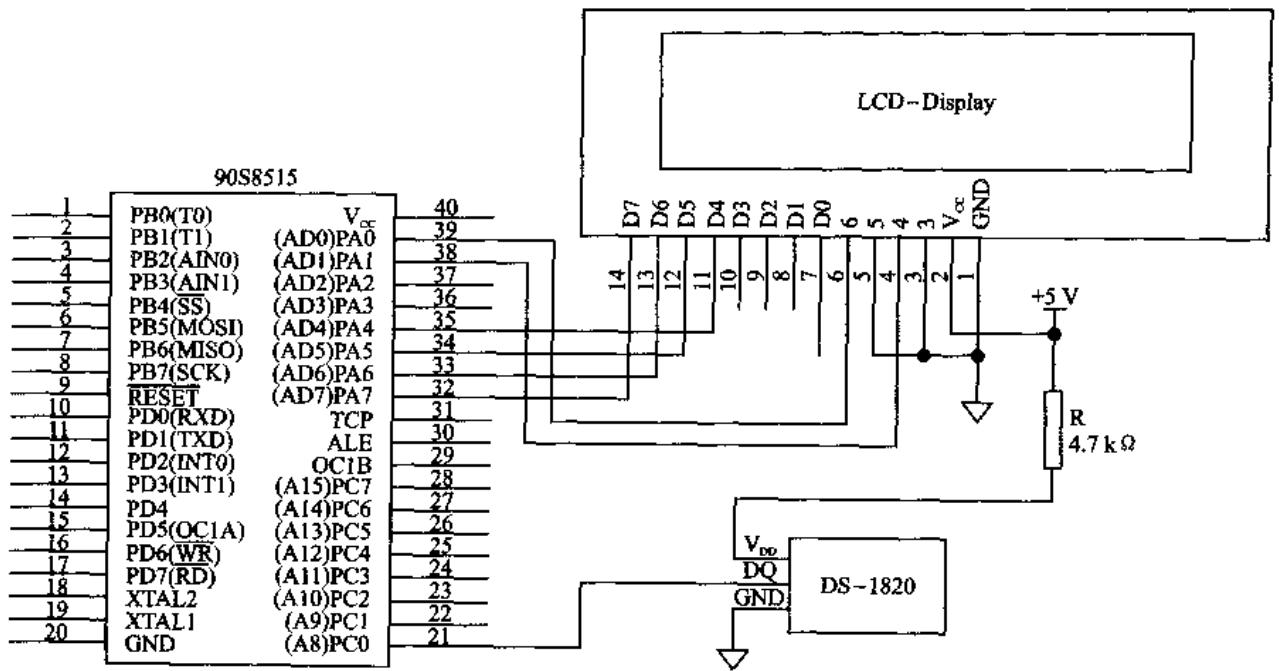 LCD-Display
D7 D6 D5 D4 D3 D2 D1 D0 6 5 4 3 Vcc GND
14 13 12 11 10 9 8 7 6 5 4 3 2 1
+5 V
R
4.7 kΩ
90S8515
1 PB0(T0)
2 PB1(T1)
3 PB2(AIN0)
4 PB3(AIN1)
5 PB4(S̅S̅)
6 PB5(MOSI)
7 PB6(MISO)
8 PB7(SCK)
9 R̅E̅S̅E̅T̅
10 PD0(RXD)
11 PD1(TXD)
12 PD2(INT0)
13 PD3(INT1)
14 PD4
15 PD5(OC1A)
16 PD6(W̅R̅)
17 PD7(R̅D̅)
18 XTAL2
19 XTAL1
20 GND
Vcc 40
(AD0)PA0 39
(AD1)PA1 38
(AD2)PA2 37
(AD3)PA3 36
(AD4)PA4 35
(AD5)PA5 34
(AD6)PA6 33
(AD7)PA7 32
TCP 31
ALE 30
OC1B 29
(A15)PC7 28
(A14)PC6 27
(A13)PC5 26
(A12)PC4 25
(A11)PC3 24
(A10)PC2 23
(A9)PC1 22
(A8)PC0 21
VDD
DQ
GND
DS-1820